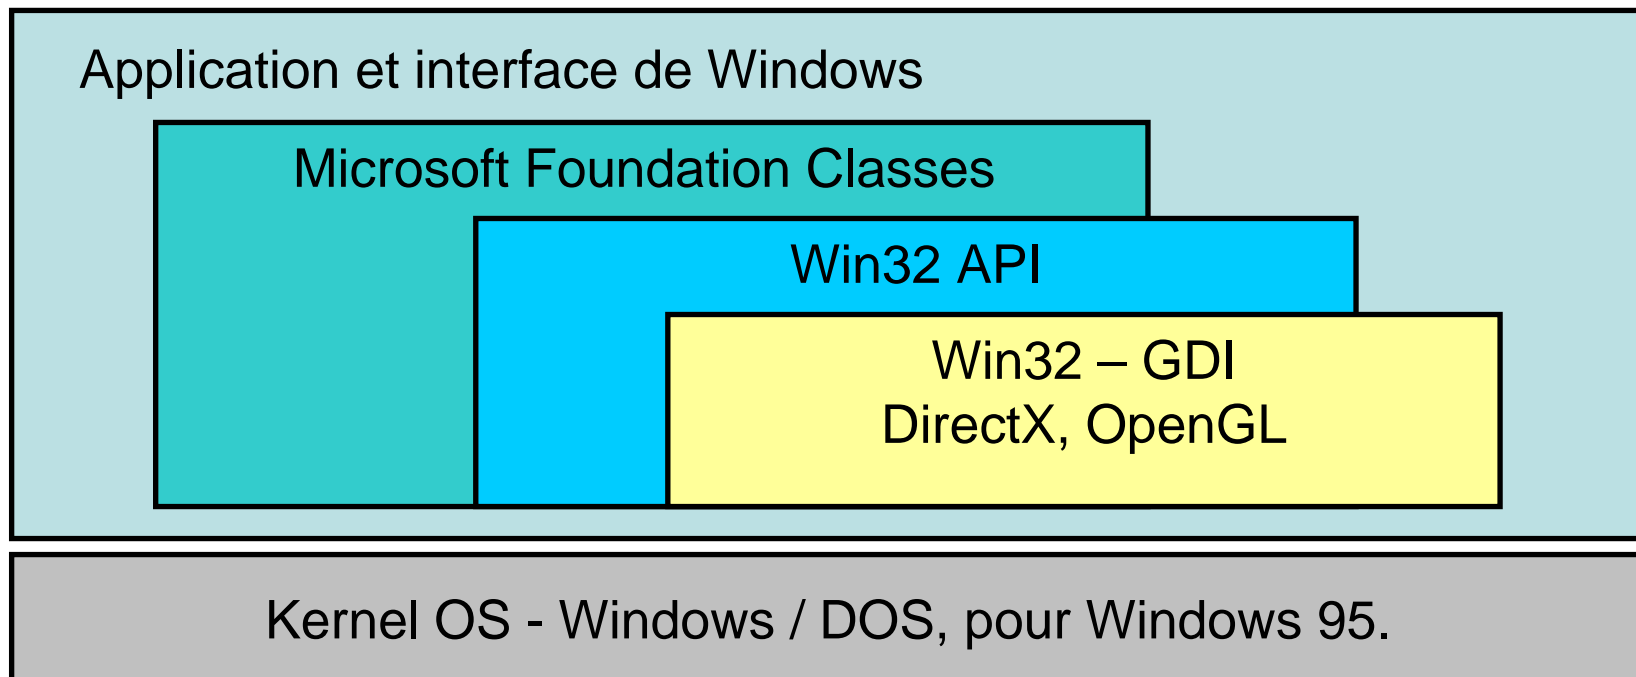 Application et interface de Windows
Microsoft Foundation Classes
Win32 API
Win32 – GDI
DirectX, OpenGL
Kernel OS - Windows / DOS, pour Windows 95.